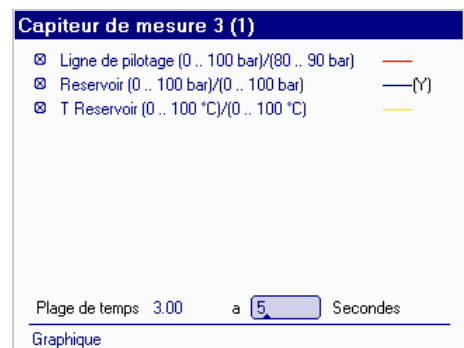 Capiteur de mesure 3 (1)
Ligne de pilotage (0 .. 100 bar)/(80 .. 90 bar)
Reservoir (0 .. 100 bar)/(0 .. 100 bar) (Y)
T Reservoir (0 .. 100 °C)/(0 .. 100 °C)
Plage de temps 3.00 a 5 Secondes
Graphique